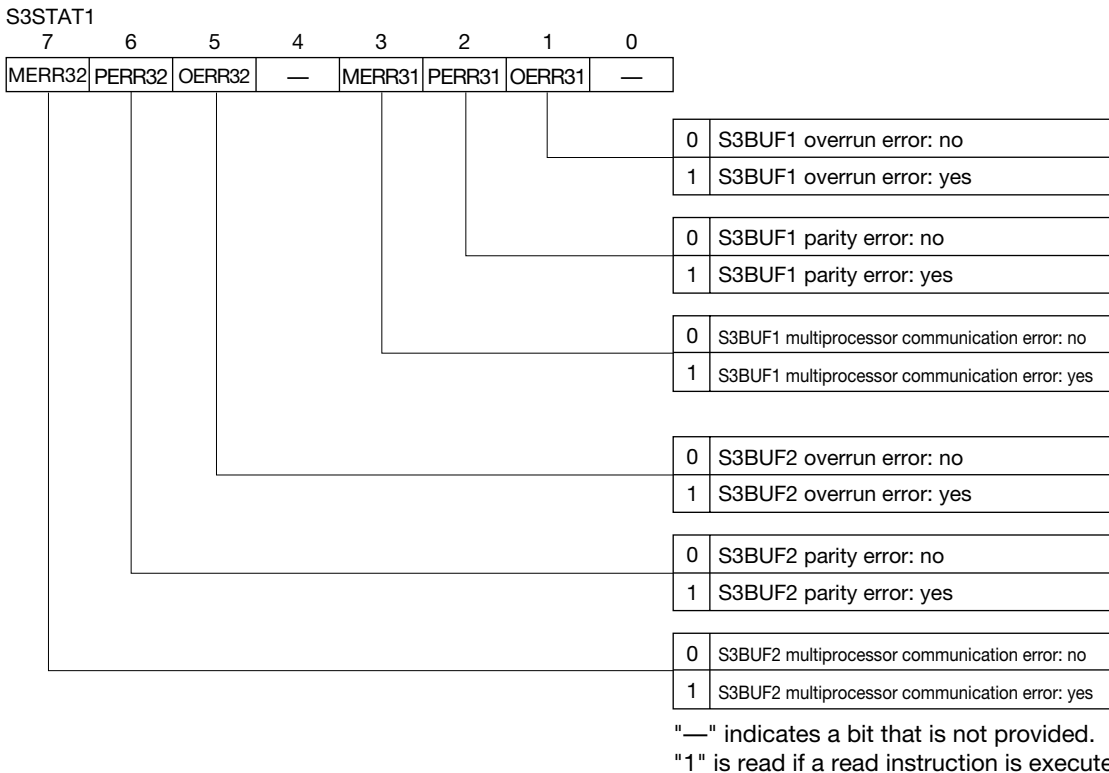 S3STAT1
7 6 5 4 3 2 1 0
MERR32 PERR32 OERR32 — MERR31 PERR31 OERR31 —
0 S3BUF1 overrun error: no
1 S3BUF1 overrun error: yes
0 S3BUF1 parity error: no
1 S3BUF1 parity error: yes
0 S3BUF1 multiprocessor communication error: no
1 S3BUF1 multiprocessor communication error: yes
0 S3BUF2 overrun error: no
1 S3BUF2 overrun error: yes
0 S3BUF2 parity error: no
1 S3BUF2 parity error: yes
0 S3BUF2 multiprocessor communication error: no
1 S3BUF2 multiprocessor communication error: yes
"—" indicates a bit that is not provided.
"1" is read if a read instruction is execute